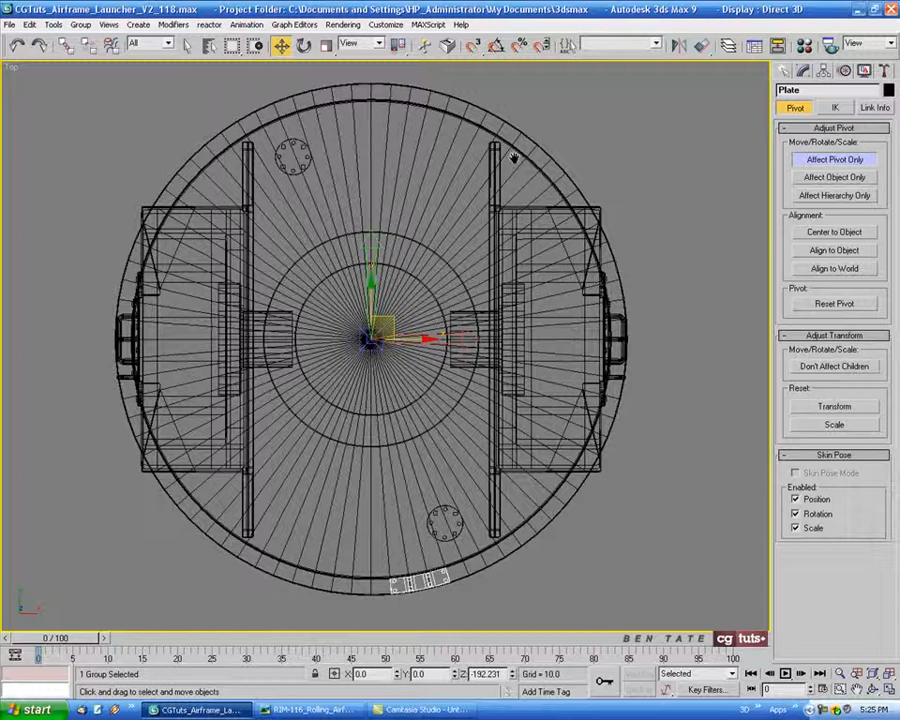 CGTuts_Airframe_Launcher_V2_118.max - Project Folder: C:\Documents and Settings\HP_Administrator\My Documents\3dsmax - Autodesk 3ds Max 9 - Display : Direct 3D
File Edit Tools Group Views Create Modifiers reactor Animation Graph Editors Rendering Customize MAXScript Help
All View View
Top
Plate
Pivot IK Link Info
- Adjust Pivot
Move/Rotate/Scale:
Affect Pivot Only
Affect Object Only
Affect Hierarchy Only
Alignment:
Center to Object
Align to Object
Align to World
Pivot:
Reset Pivot
- Adjust Transform
Move/Rotate/Scale:
Don't Affect Children
Reset:
Transform
Scale
- Skin Pose
Skin Pose Mode
Enabled:
Position
Rotation
Scale
0 / 100
BEN TATE cg tuts+
0 5 10 15 20 25 30 35 40 45 50 55 60 65 70 75 80 85 90 95 100
1 Group Selected X: 0.0 Y: 0.0 Z: -192.231 Grid = 10.0 Selected
Click and drag to select and move objects Add Time Tag Key Filters... 0
start CGTuts_Airframe_La... RIM-116_Rolling_Airf... Camtasia Studio - Unt... 3D Apps 5:25 PM